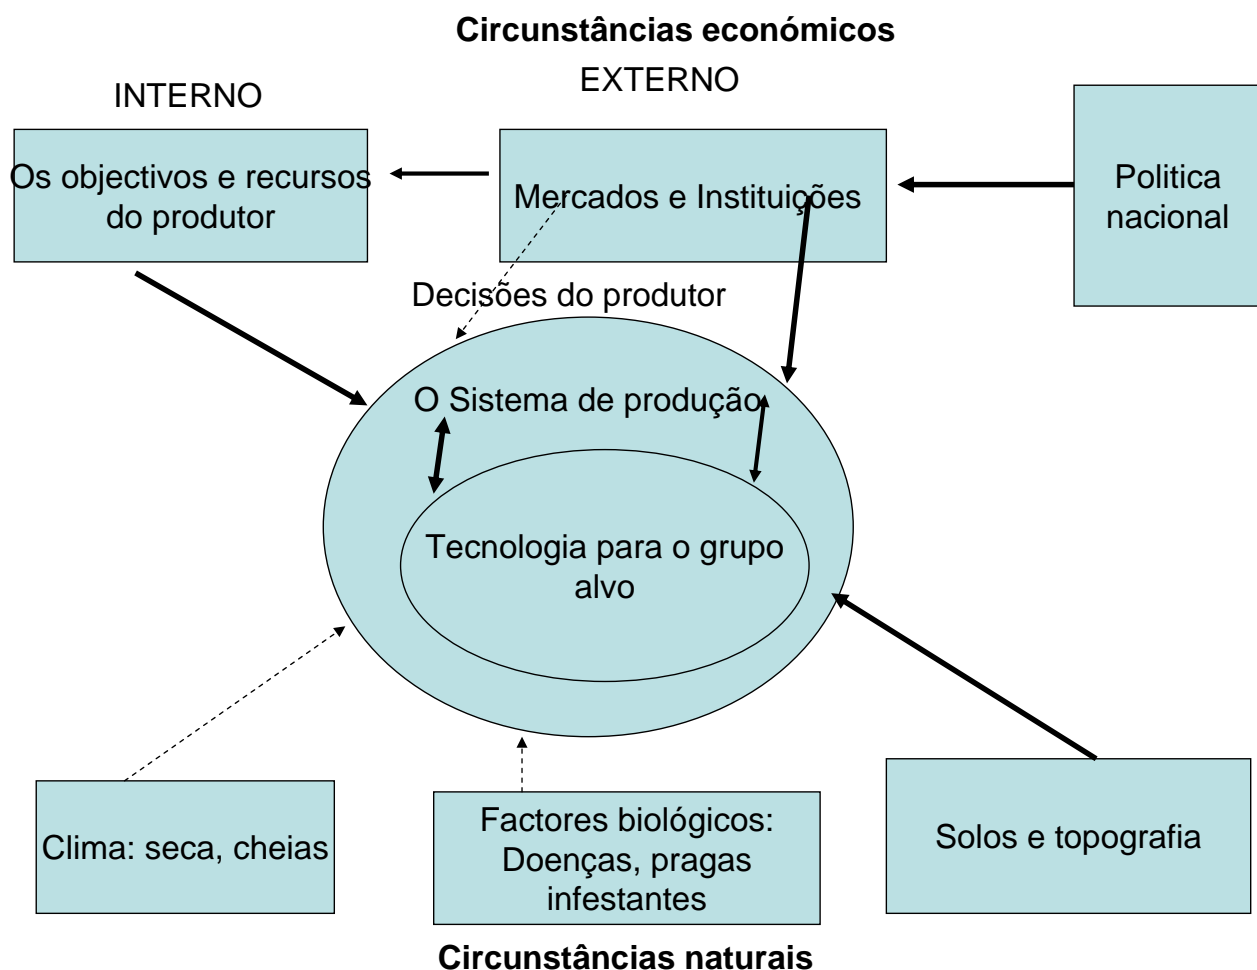 Circunstâncias económicos
EXTERNO
INTERNO
Os objectivos e recursos
do produtor
Mercados e Instituições
Politica
nacional
Decisões do produtor
O Sistema de produção
Tecnologia para o grupo
alvo
Clima: seca, cheias
Factores biológicos:
Doenças, pragas
infestantes
Solos e topografia
Circunstâncias naturais